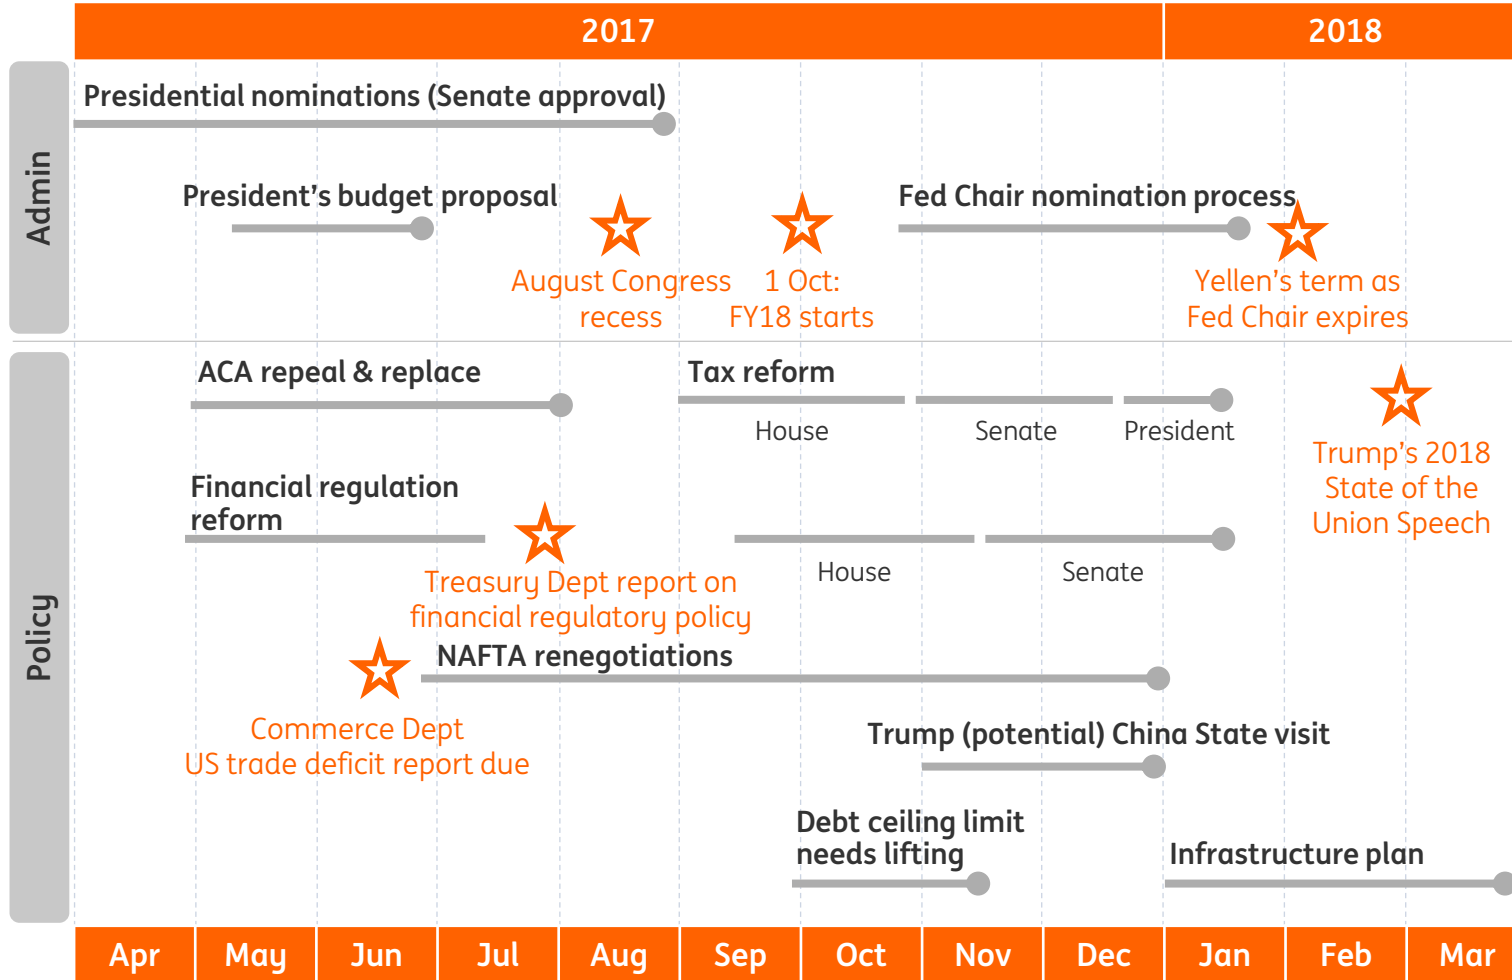 2017
2018
Admin
Presidential nominations (Senate approval)
President's budget proposal
Fed Chair nomination process
August Congress
recess
1 Oct:
FY18 starts
Yellen's term as
Fed Chair expires
Policy
ACA repeal & replace
Tax reform
House
Senate
President
Trump's 2018
State of the
Union Speech
Financial regulation
reform
House
Senate
Treasury Dept report on
financial regulatory policy
NAFTA renegotiations
Commerce Dept
US trade deficit report due
Trump (potential) China State visit
Debt ceiling limit
needs lifting
Infrastructure plan
Apr
May
Jun
Jul
Aug
Sep
Oct
Nov
Dec
Jan
Feb
Mar